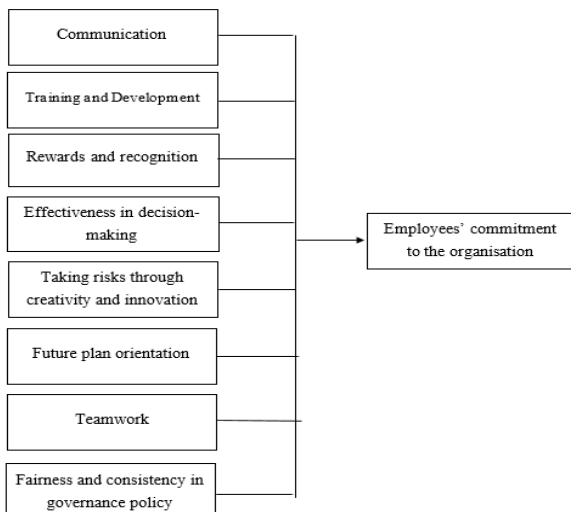 Communication
Training and Development
Rewards and recognition
Effectiveness in decision-
making
Taking risks through
creativity and innovation
Future plan orientation
Teamwork
Fairness and consistency in
governance policy
Employees’ commitment
to the organisation